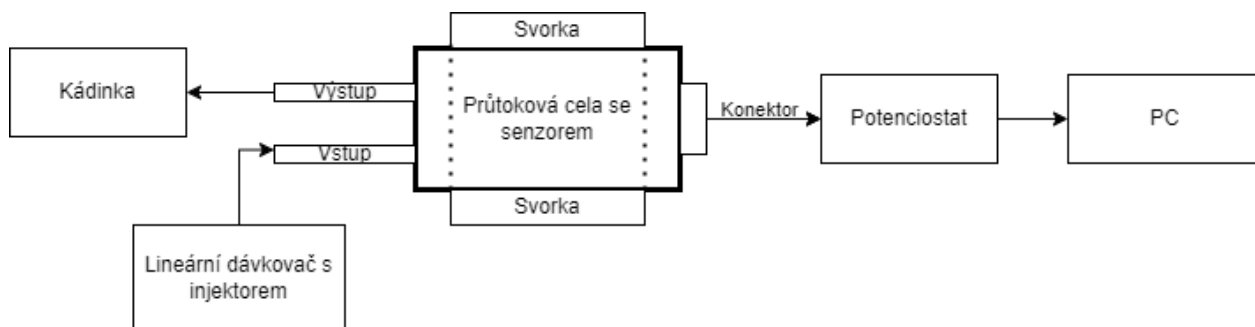 Svorka
Kádinka
Výstup
Průtoková cela se
senzorem
Konektor
Potenciostat
PC
Vstup
Svorka
Lineární dávkovač s
injektorem